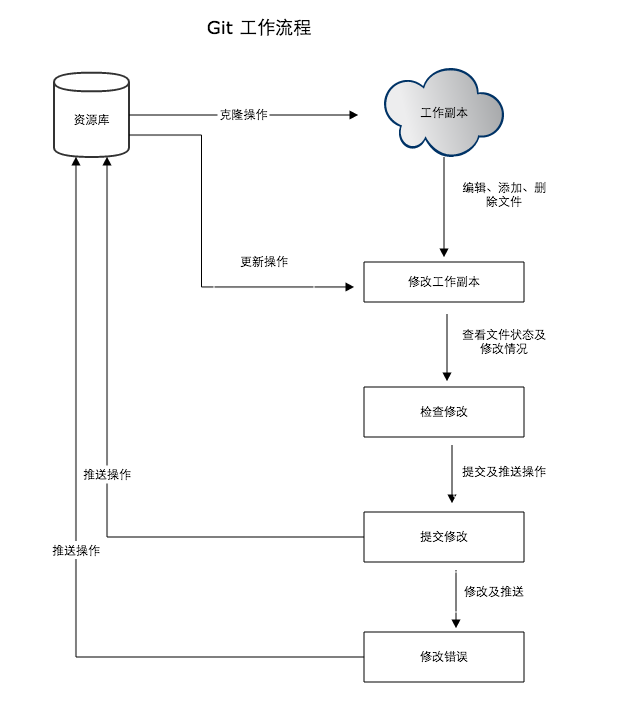 Git 工作流程
资源库
克隆操作
工作副本
编辑、添加、删
除文件
更新操作
修改工作副本
查看文件状态及
修改情况
检查修改
推送操作
提交及推送操作
提交修改
推送操作
修改及推送
修改错误